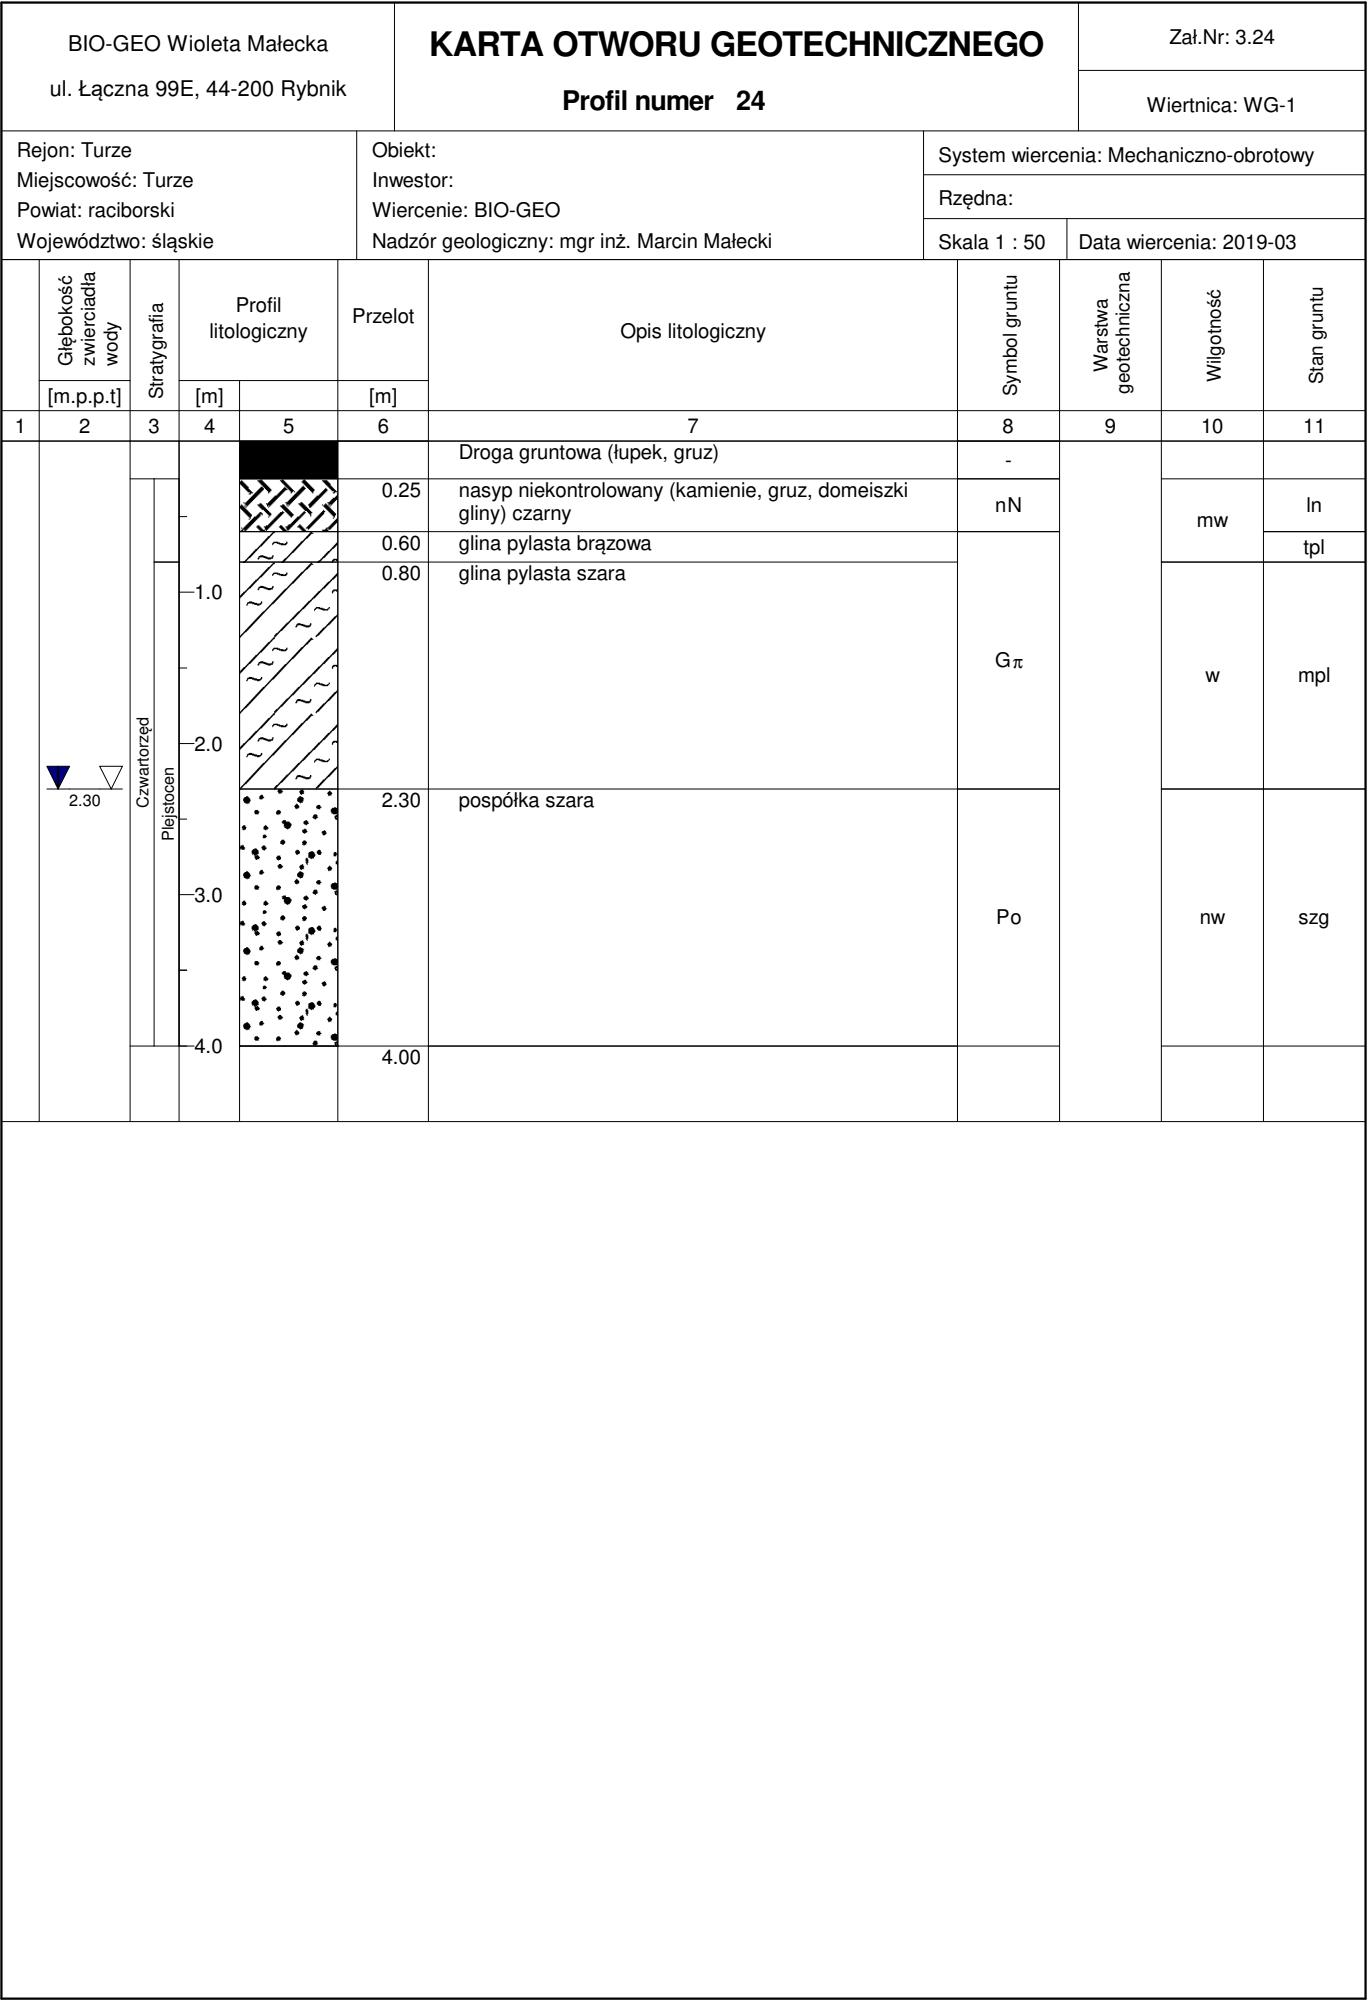 BIO-GEO Wioleta Małecka
ul. Łączna 99E, 44-200 Rybnik
KARTA OTWORU GEOTECHNICZNEGO
Profil numer 24
Zał.Nr: 3.24
Wiertnica: WG-1
Rejon: Turze
Miejscowość: Turze
Powiat: raciborski
Województwo: śląskie
Obiekt:
Inwestor:
Wiercenie: BIO-GEO
Nadzór geologiczny: mgr inż. Marcin Małecki
System wiercenia: Mechaniczno-obrotowy
Rzędna:
Skala 1 : 50
Data wiercenia: 2019-03
Głębokość
zwierciadła
wody
[m.p.p.t]
Stratygrafia
Profil
litologiczny
[m]
Przelot
[m]
Opis litologiczny
Symbol gruntu
Warstwa
geotechniczna
Wilgotność
Stan gruntu
1 2 3 4 5 6 7 8 9 10 11
Droga gruntowa (łupek, gruz)
-
0.25
nasyp niekontrolowany (kamienie, gruz, domeiszki
gliny) czarny
nN
mw
ln
0.60
glina pylasta brązowa
tpl
0.80
glina pylasta szara
1.0
Gπ
w
mpl
2.0
Czwartorzęd
Plejstocen
2.30
2.30
pospółka szara
3.0
Po
nw
szg
4.0
4.00